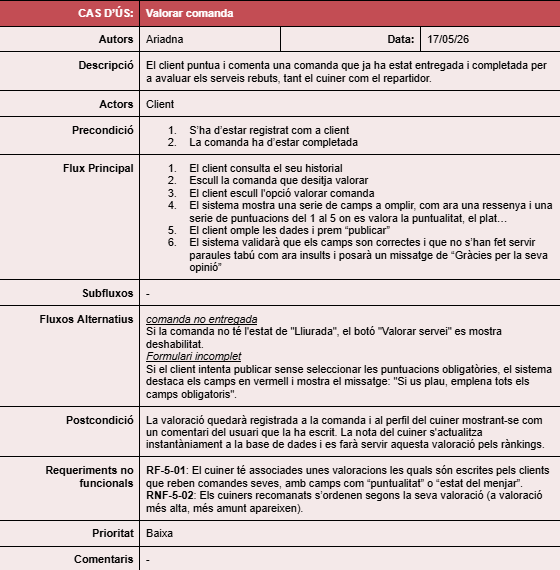 CAS D'ÚS: Valorar comanda
Autors Ariadna Data: 17/05/26
Descripció El client puntua i comenta una comanda que ja ha estat entregada i completada per
a avaluar els serveis rebuts, tant el cuiner com el repartidor.
Actors Client
Precondició 1. S'ha d'estar registrat com a client
2. La comanda ha d'estar completada
Flux Principal 1. El client consulta el seu historial
2. Escull la comanda que desitja valorar
3. El client escull l'opció valorar comanda
4. El sistema mostra una serie de camps a omplir, com ara una ressenya i una
serie de puntuacions del 1 al 5 on es valora la puntualitat, el plat…
5. El client omple les dades i prem “publicar”
6. El sistema validarà que els camps son correctes i que no s'han fet servir
paraules tabú com ara insults i posarà un missatge de “Gràcies per la seva
opinió”
Subfluxos -
Fluxos Alternatius comanda no entregada
Si la comanda no té l'estat de "Lliurada", el botó "Valorar servei" es mostra
deshabilitat.
Formulari incomplet
Si el client intenta publicar sense seleccionar les puntuacions obligatòries, el sistema
destaca els camps en vermell i mostra el missatge: "Si us plau, emplena tots els
camps obligatoris".
Postcondició La valoració quedarà registrada a la comanda i al perfil del cuiner mostrant-se com
un comentari del usuari que la ha escrit. La nota del cuiner s'actualitza
instantàniament a la base de dades i es farà servir aquesta valoració pels rànkings.
Requeriments no RF-5-01: El cuiner té associades unes valoracions les quals són escrites pels clients
funcionals que reben comandes seves, amb camps com “puntualitat” o “estat del menjar”.
RNF-5-02: Els cuiners recomanats s'ordenen segons la seva valoració (a valoració
més alta, més amunt apareixen).
Prioritat Baixa
Comentaris -